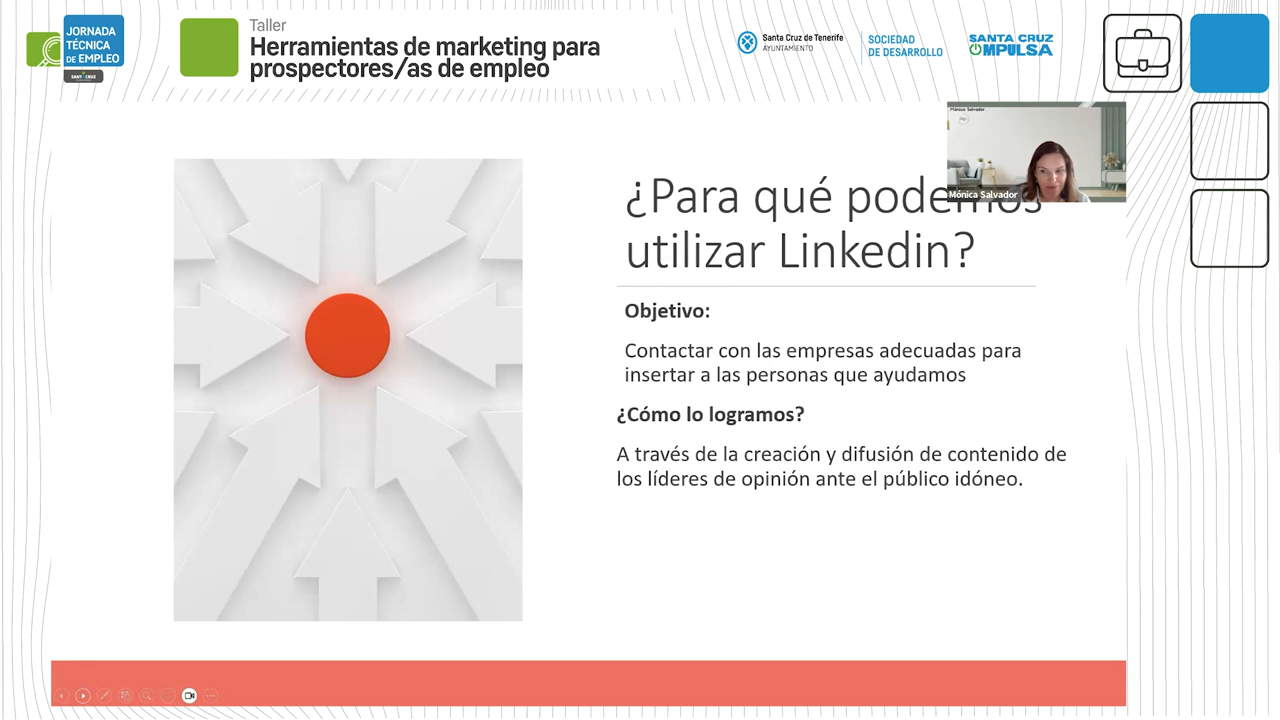 JORNADA
TÉCNICA
DE EMPLEO
Taller
Herramientas de marketing para
prospectores/as de empleo
Santa Cruz de Tenerife
AYUNTAMIENTO
SOCIEDAD
DE DESARROLLO
SANTA CRUZ
OMPULSA
Mónica Salvador
Mónica Salvador
¿Para qué podemos
utilizar Linkedin?
Objetivo:
Contactar con las empresas adecuadas para
insertar a las personas que ayudamos
¿Cómo lo logramos?
A través de la creación y difusión de contenido de
los líderes de opinión ante el público idóneo.